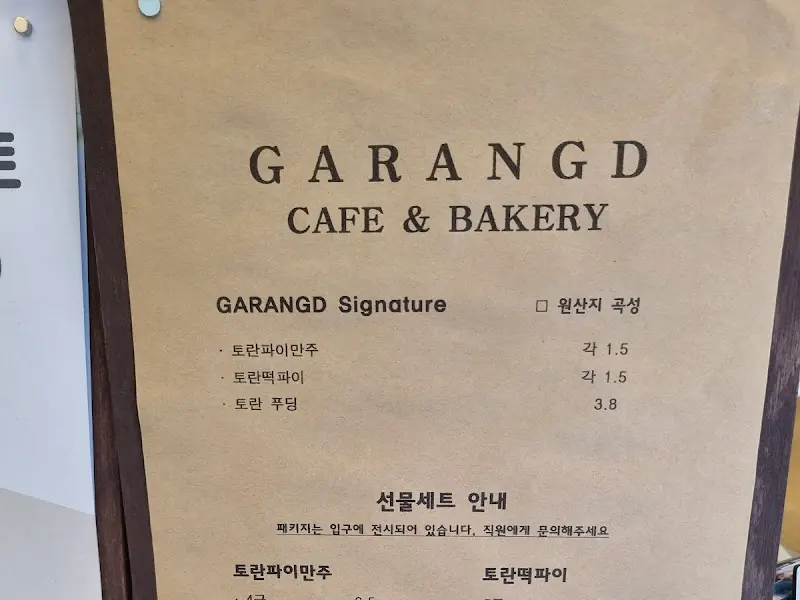 GARANGD
CAFE & BAKERY
GARANGD Signature □ 원산지 곡성
· 토란파이만주 각 1.5
· 토란떡파이 각 1.5
· 토란 푸딩 3.8
선물세트 안내
패키지는 입구에 전시되어 있습니다, 직원에게 문의해주세요
토란파이만주 토란떡파이